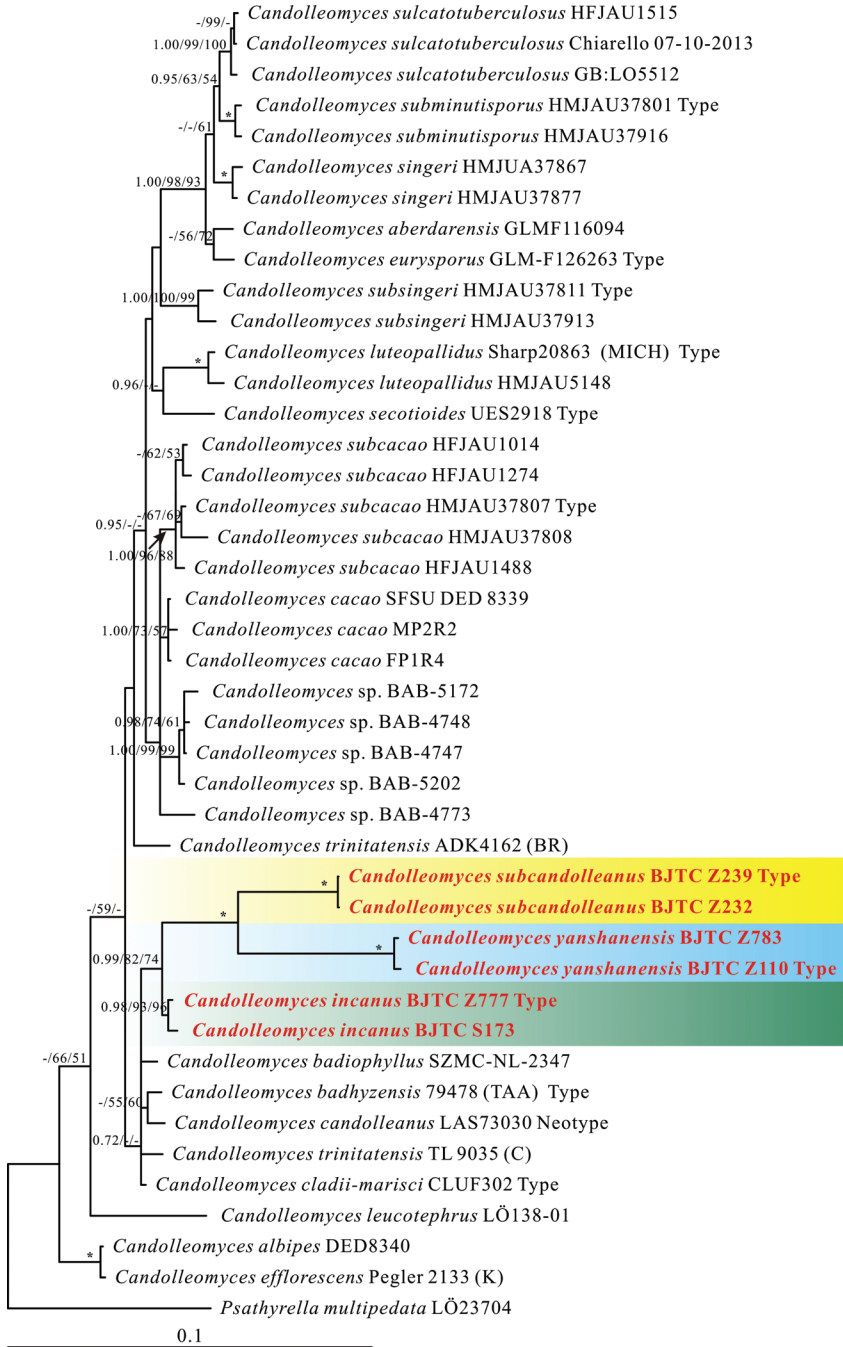 -/99/-
Candolleomyces sulcatotuberculosus HFJAU1515
1.00/99/100
Candolleomyces sulcatotuberculosus Chiarello 07-10-2013
0.95/63/54
Candolleomyces sulcatotuberculosus GB:LO5512
Candolleomyces subminutisporus HMJAU37801 Type
*
-/-/61
Candolleomyces subminutisporus HMJAU37916
Candolleomyces singeri HMJUA37867
*
1.00/98/93
Candolleomyces singeri HMJAU37877
Candolleomyces aberdarensis GLMF116094
-/56/72
Candolleomyces eurysporus GLM-F126263 Type
Candolleomyces subsingeri HMJAU37811 Type
1.00/100/99
Candolleomyces subsingeri HMJAU37913
Candolleomyces luteopallidus Sharp20863 (MICH) Type
*
0.96/-/-
Candolleomyces luteopallidus HMJAU5148
Candolleomyces secotioides UES2918 Type
Candolleomyces subcacao HFJAU1014
-/62/53
Candolleomyces subcacao HFJAU1274
Candolleomyces subcacao HMJAU37807 Type
-/67/69
0.95/-/-
Candolleomyces subcacao HMJAU37808
1.00/96/88
Candolleomyces subcacao HFJAU1488
Candolleomyces cacao SFSU DED 8339
1.00/73/57
Candolleomyces cacao MP2R2
Candolleomyces cacao FP1R4
Candolleomyces sp. BAB-5172
0.98/74/61
Candolleomyces sp. BAB-4748
1.00/99/99
Candolleomyces sp. BAB-4747
Candolleomyces sp. BAB-5202
Candolleomyces sp. BAB-4773
Candolleomyces trinitatensis ADK4162 (BR)
*
Candolleomyces subcandolleanus BJTC Z239 Type
-/59/-
Candolleomyces subcandolleanus BJTC Z232
*
Candolleomyces yanshanensis BJTC Z783
*
0.99/82/74
Candolleomyces yanshanensis BJTC Z110 Type
Candolleomyces incanus BJTC Z777 Type
0.98/93/96
Candolleomyces incanus BJTC S173
-/66/51
Candolleomyces badiophyllus SZMC-NL-2347
Candolleomyces badhyzensis 79478 (TAA) Type
-/55/60
Candolleomyces candolleanus LAS73030 Neotype
0.72/-/-
Candolleomyces trinitatensis TL 9035 (C)
Candolleomyces cladii-marisci CLUF302 Type
Candolleomyces leucotephrus LÖ138-01
Candolleomyces albipes DED8340
*
Candolleomyces efflorescens Pegler 2133 (K)
Psathyrella multipedata LÖ23704
0.1